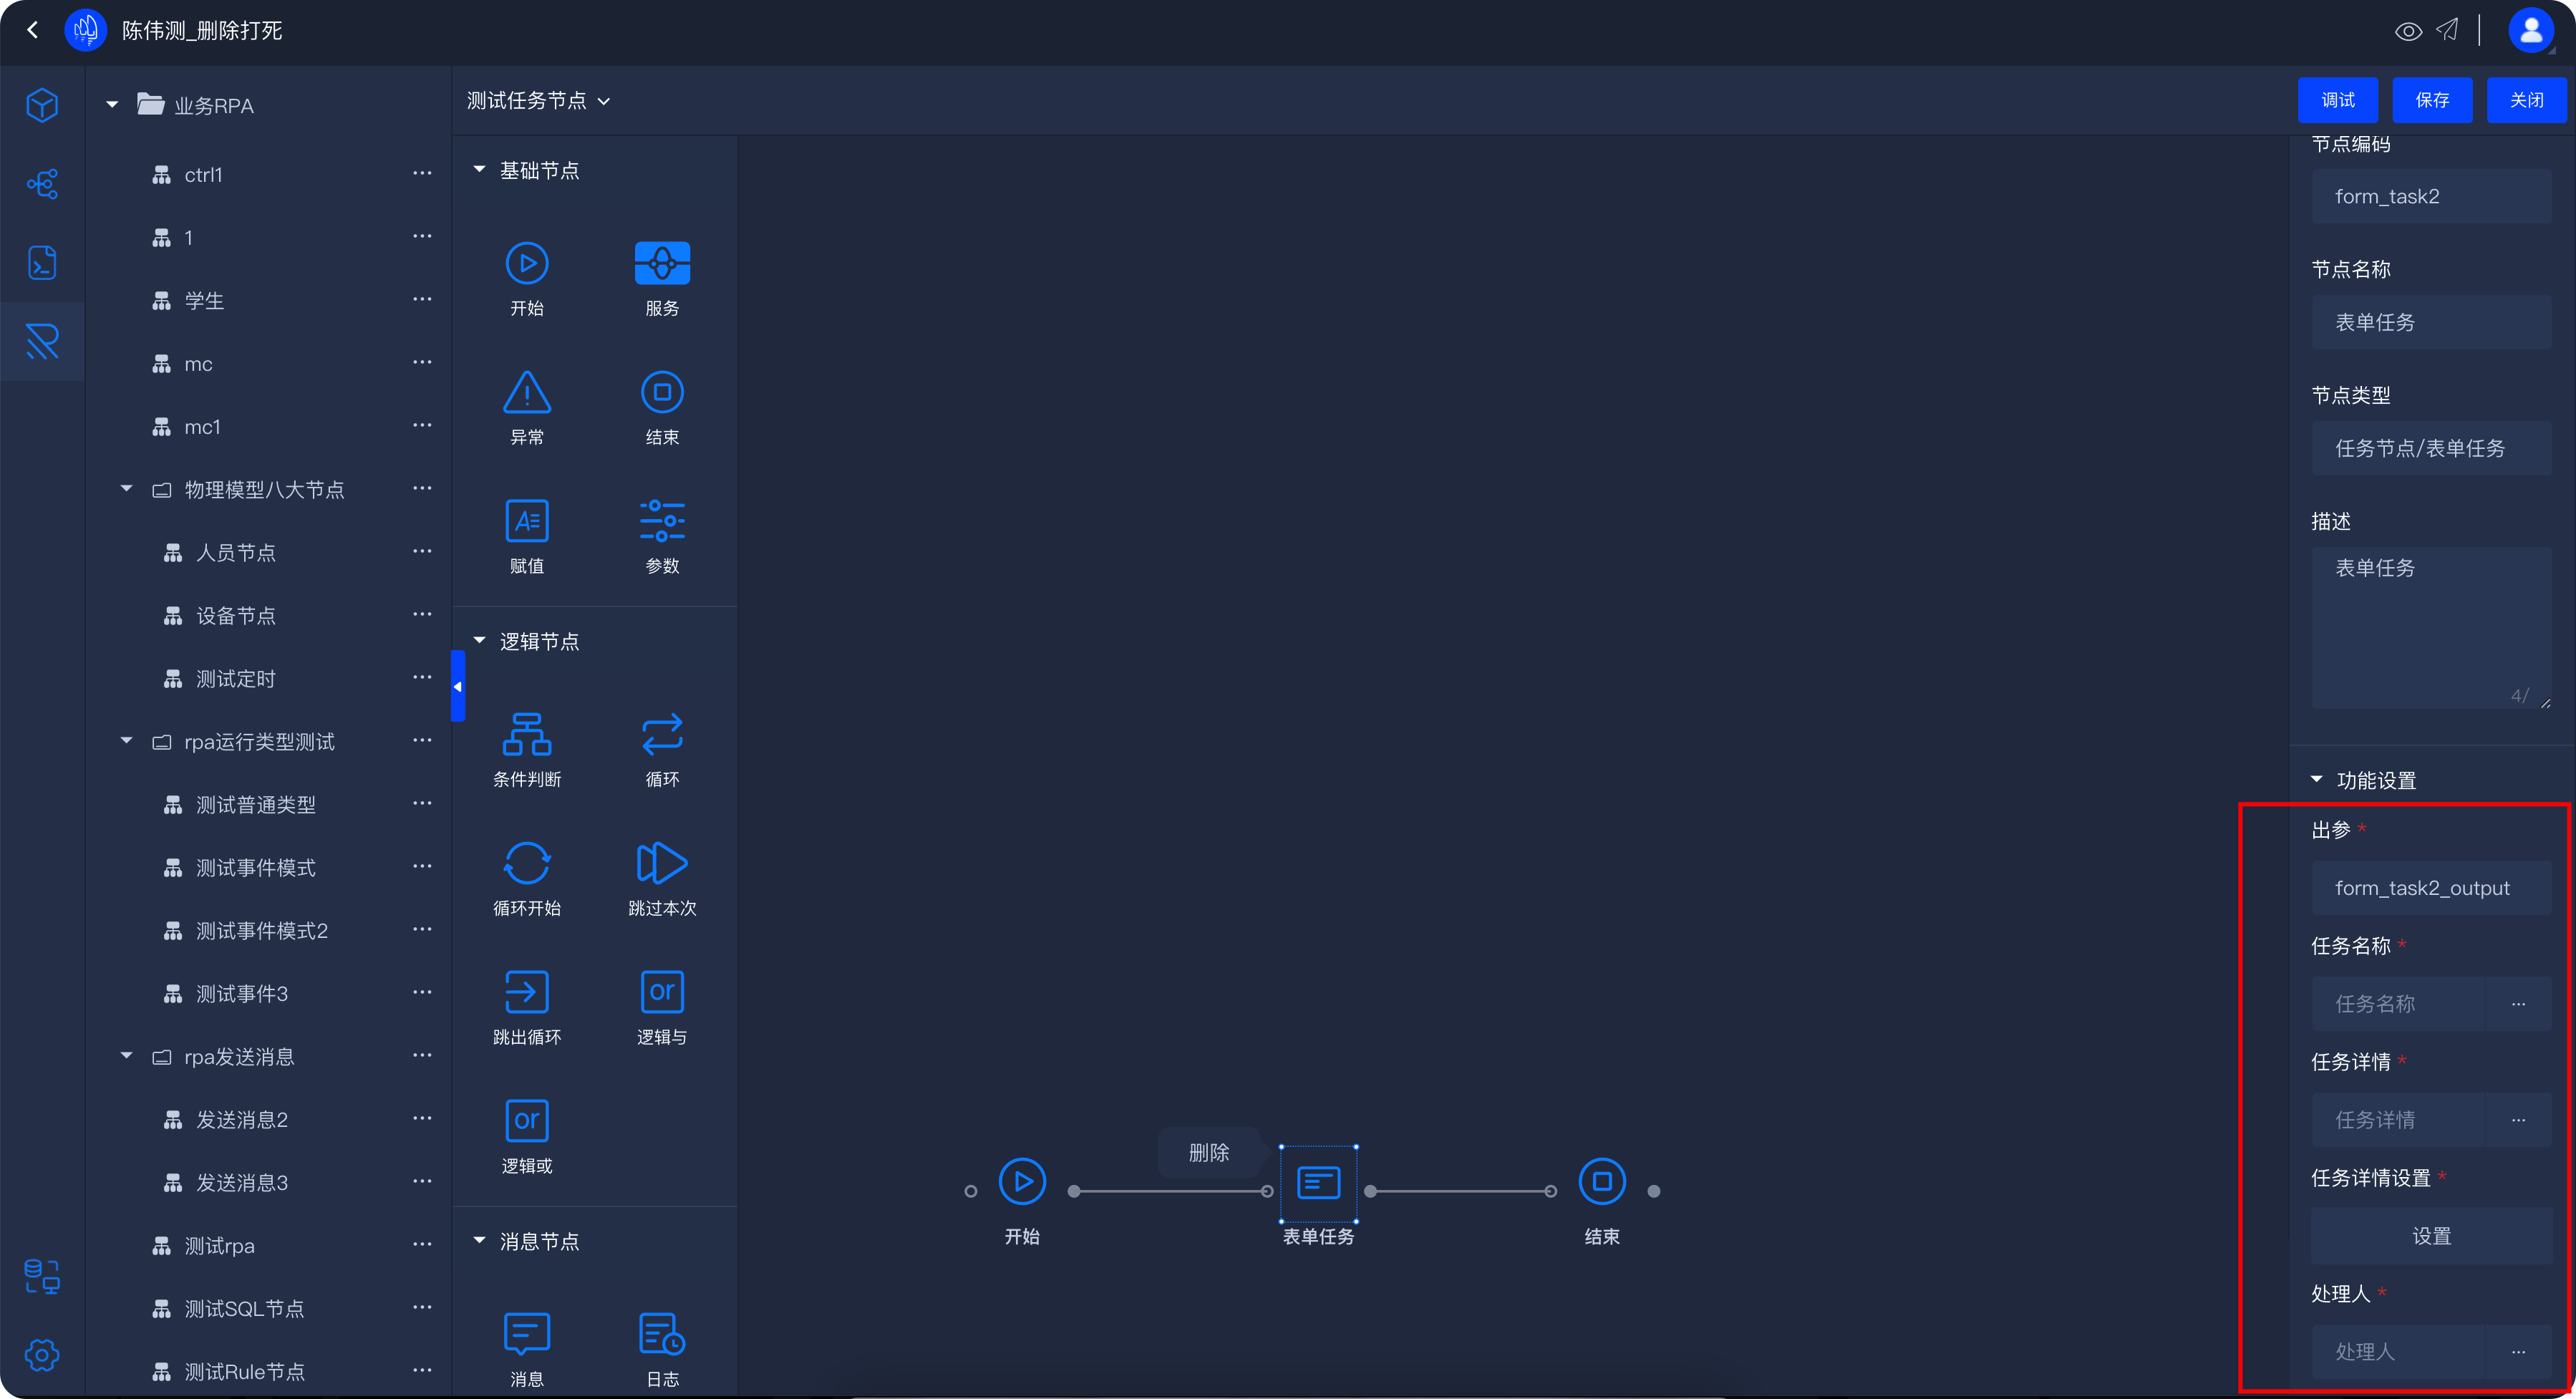 陈伟测_删除打死
业务RPA
ctrl1
1
学生
mc
mc1
物理模型八大节点
人员节点
设备节点
测试定时
rpa运行类型测试
测试普通类型
测试事件模式
测试事件模式2
测试事件3
rpa发送消息
发送消息2
发送消息3
测试rpa
测试SQL节点
测试Rule节点
测试任务节点
调试
保存
关闭
基础节点
开始
服务
异常
结束
赋值
参数
逻辑节点
条件判断
循环
循环开始
跳过本次
跳出循环
or
逻辑与
or
逻辑或
消息节点
消息
日志
删除
开始
表单任务
结束
节点编码
form_task2
节点名称
表单任务
节点类型
任务节点/表单任务
描述
表单任务
4/
功能设置
出参 *
form_task2_output
任务名称 *
任务名称 ...
任务详情 *
任务详情 ...
任务详情设置 *
设置
处理人 *
处理人 ...